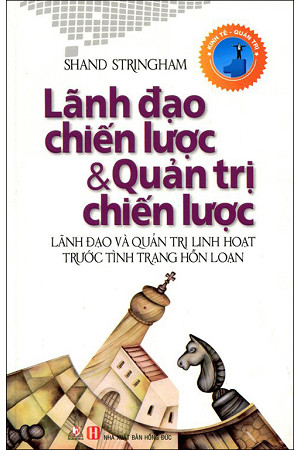 SHAND STRINGHAM
KINH TẾ - QUẢN TRỊ
Lãnh đạo
chiến lược
& Quản trị
chiến lược
LÃNH ĐẠO VÀ QUẢN TRỊ LINH HOẠT
TRƯỚC TÌNH TRẠNG HỖN LOẠN
NHÀ XUẤT BẢN HỒNG ĐỨC